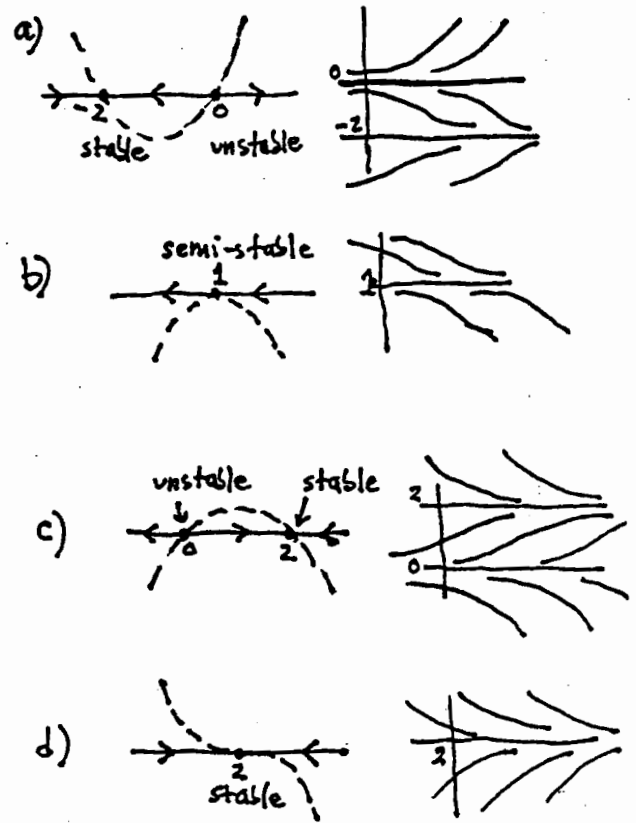 a)
-2
0
stable
unstable
0
-2
b)
semi-stable
1
1
c)
unstable
stable
0
2
2
0
d)
2
stable
2